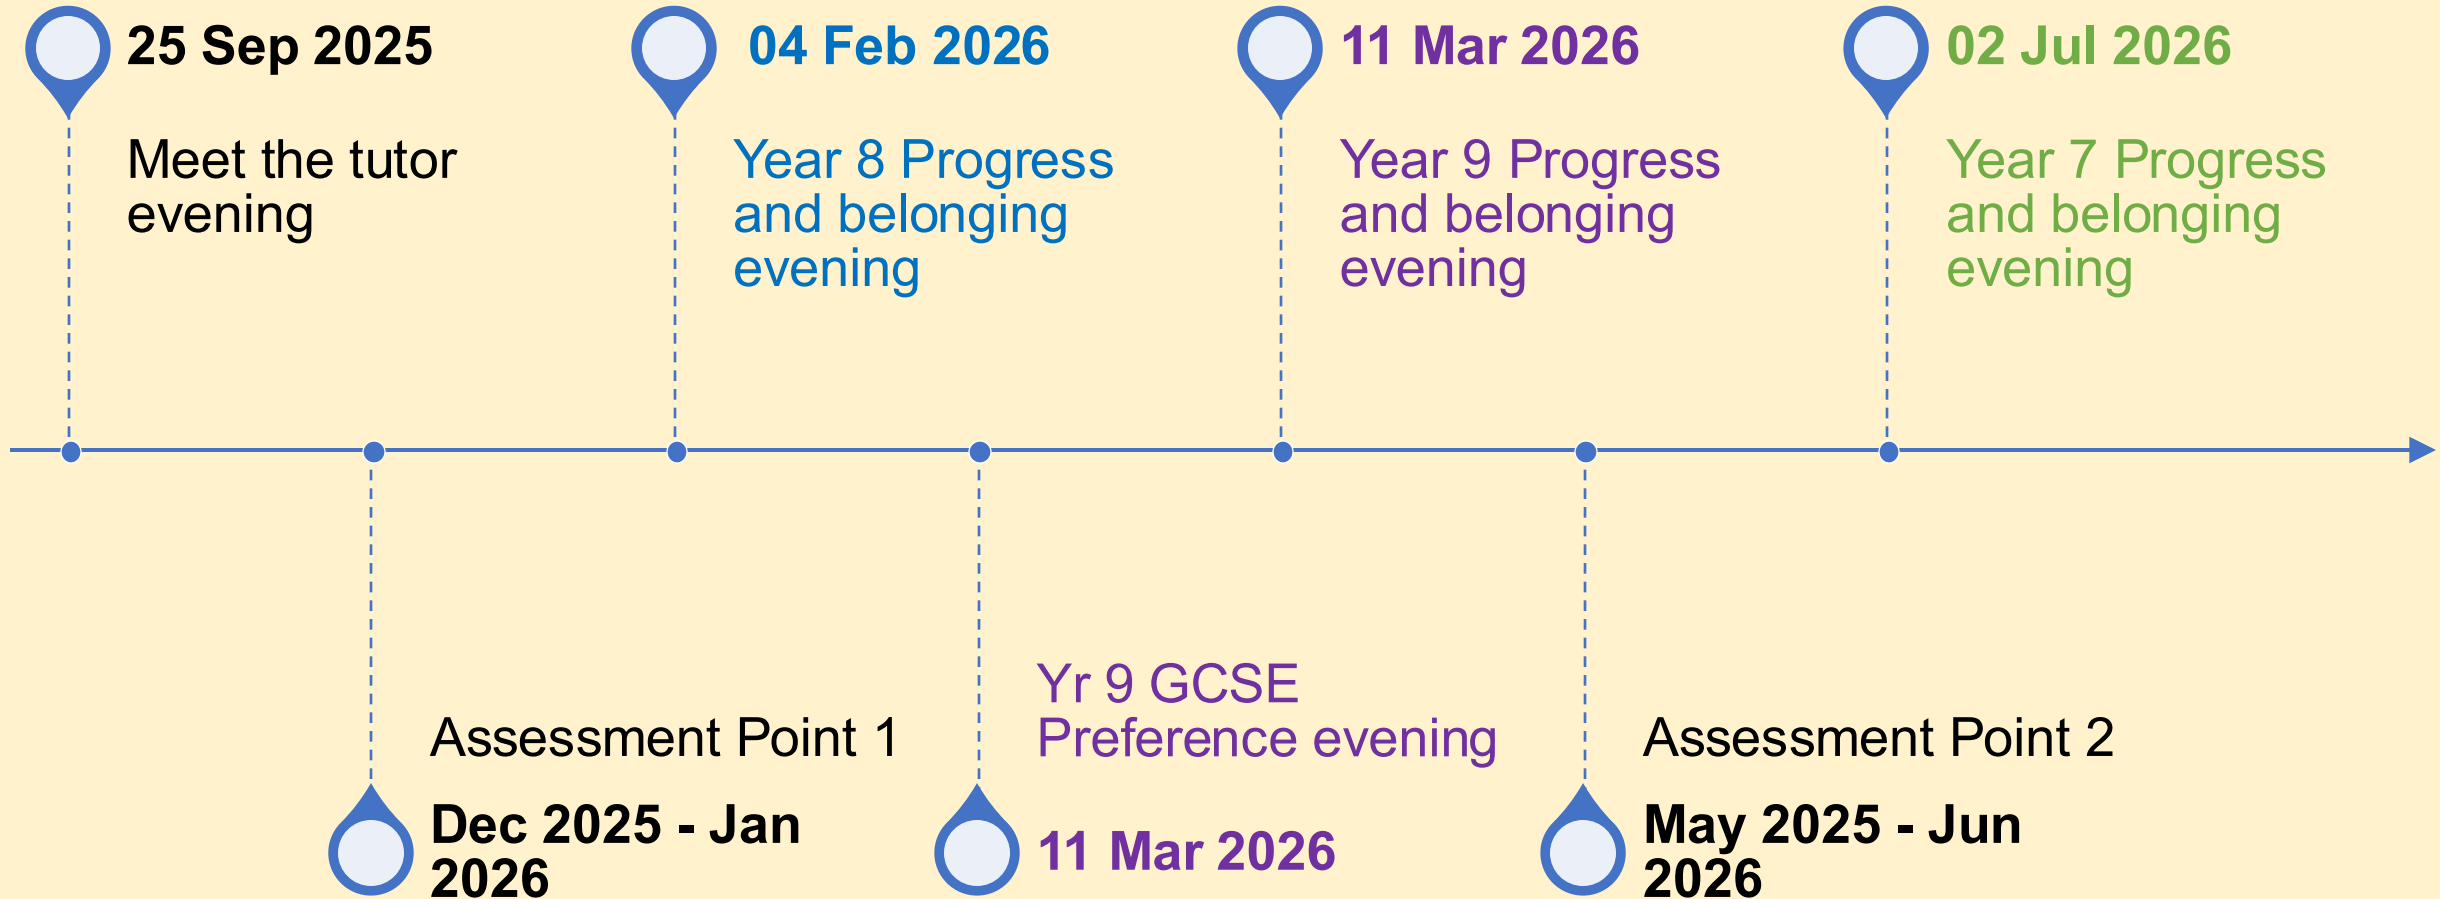 25 Sep 2025
Meet the tutor
evening
04 Feb 2026
Year 8 Progress
and belonging
evening
11 Mar 2026
Year 9 Progress
and belonging
evening
02 Jul 2026
Year 7 Progress
and belonging
evening
Assessment Point 1
Dec 2025 - Jan
2026
Yr 9 GCSE
Preference evening
11 Mar 2026
Assessment Point 2
May 2025 - Jun
2026